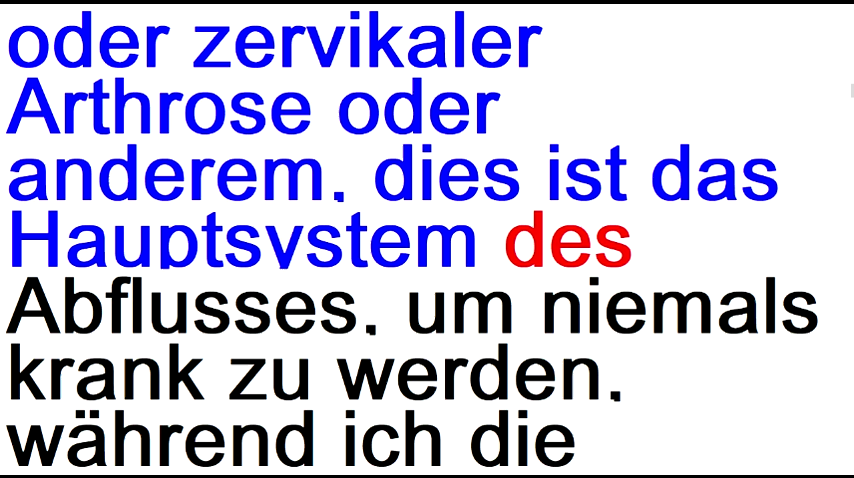 oder zervikaler
Arthrose oder
anderem, dies ist das
Hauptsystem des
Abflusses, um niemals
krank zu werden,
während ich die